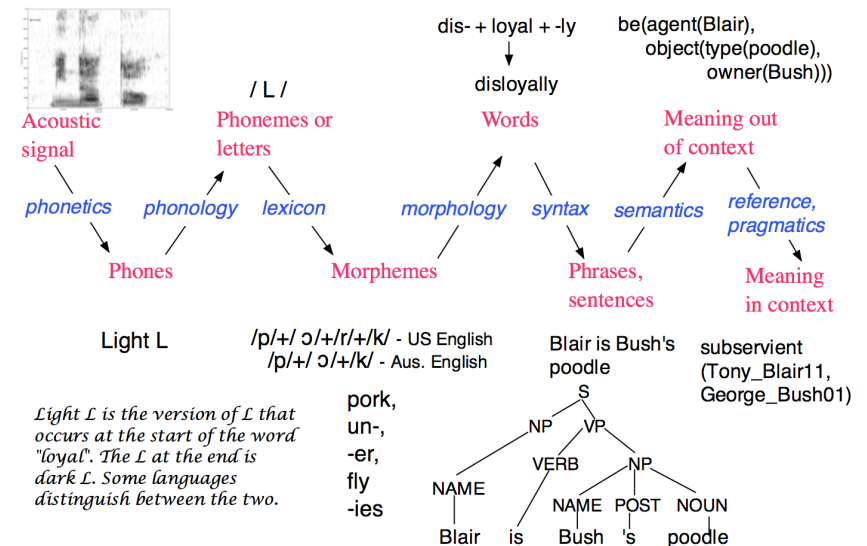 dis- + loyal + -ly
disloyally
be(agent(Blair),
object(type(poodle),
owner(Bush)))
/ L /
Acoustic
signal
Phonemes or
letters
Words
Meaning out
of context
phonetics
phonology
lexicon
morphology
syntax
semantics
reference,
pragmatics
Phones
Morphemes
Phrases,
sentences
Meaning
in context
Light L
/p/+/ ɔ/+/r/+/k/ - US English
/p/+/ ɔ/+/k/ - Aus. English
Blair is Bush's
poodle
subservient
(Tony_Blair11,
George_Bush01)
Light L is the version of L that
occurs at the start of the word
"loyal". The L at the end is
dark L. Some languages
distinguish between the two.
pork,
un-,
-er,
fly
-ies
S
NP VP
VERB NP
NAME
NAME POST NOUN
Blair is Bush 's poodle